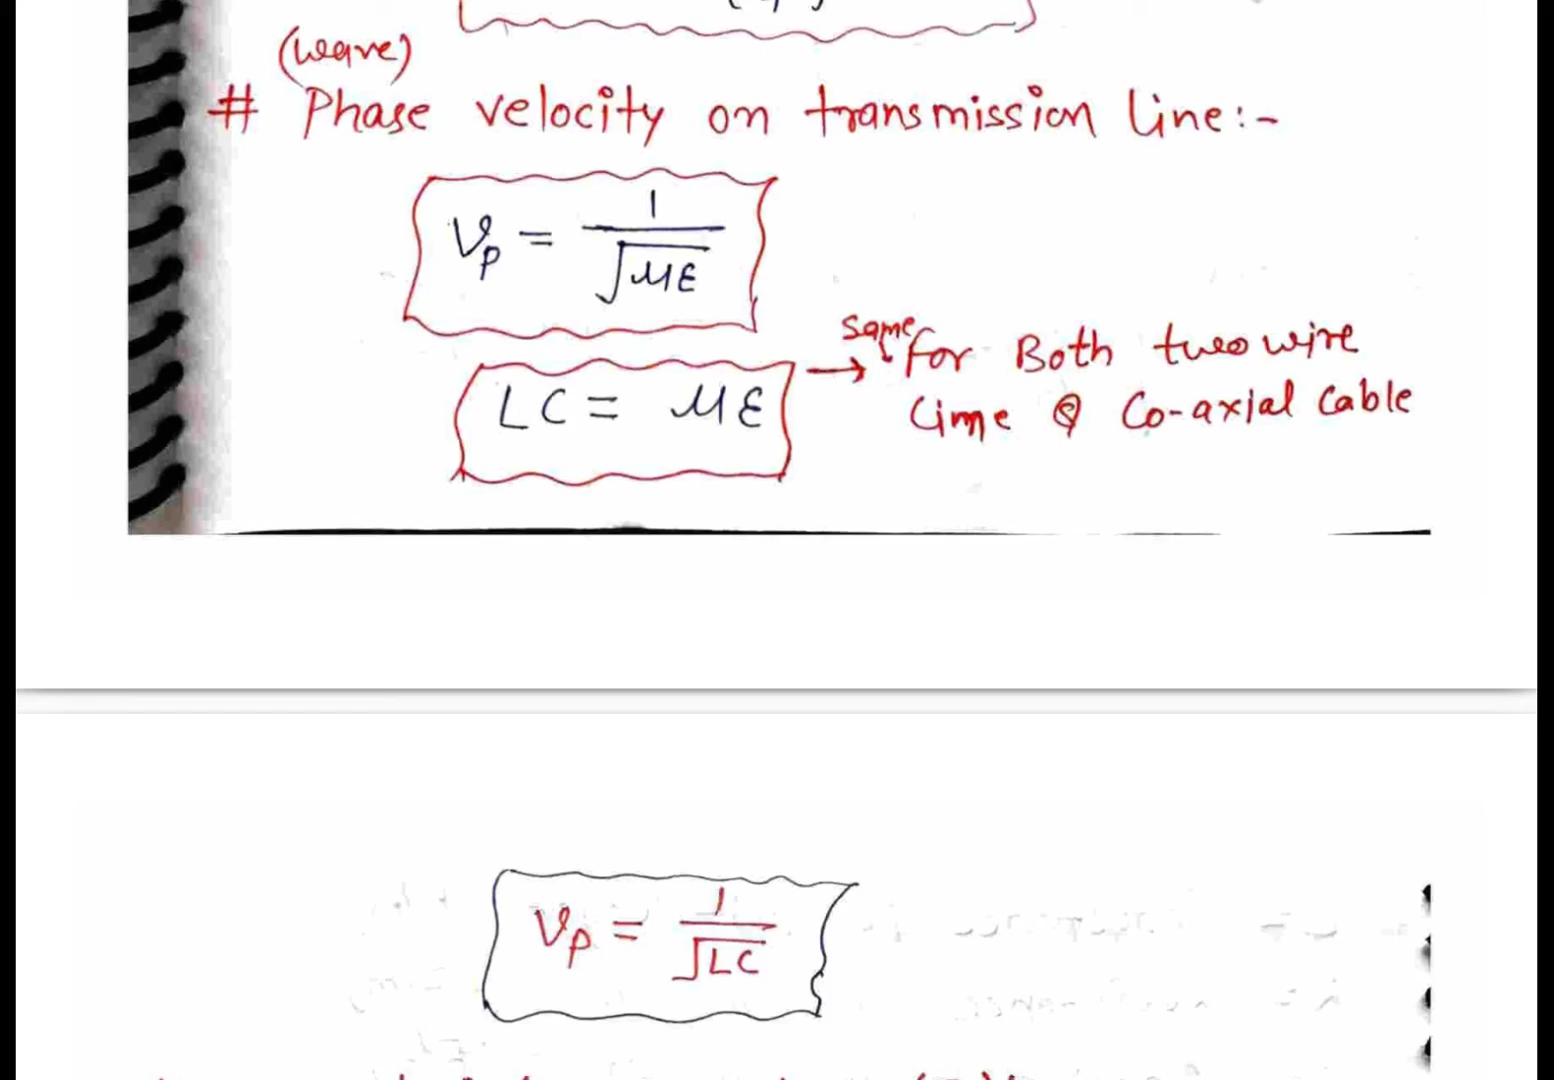 (wave)
# Phase velocity on transmission line:-
Vp = 1/√με
LC = με → same for Both two wire
Line & Co-axial Cable
Vp = 1/√LC